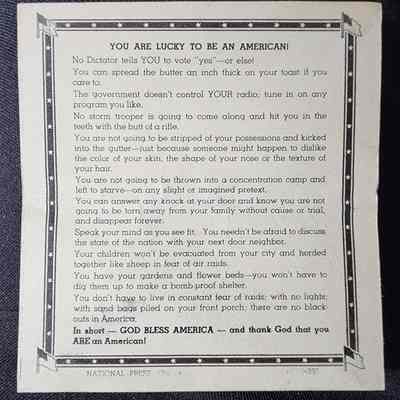 YOU ARE LUCKY TO BE AN AMERICAN!
No Dictator tells YOU to vote "yes"—or else!
You can spread the butter an inch thick on your toast if you
care to.
The government doesn't control YOUR radio; tune in on any
program you like.
No storm trooper is going to come along and hit you in the
teeth with the butt of a rifle.
You are not going to be stripped of your possessions and kicked
into the gutter—just because someone might happen to dislike
the color of your skin, the shape of your nose or the texture of
your hair.
You are not going to be thrown into a concentration camp and
left to starve—on any slight or imagined pretext.
You can answer any knock at your door and know you are not
going to be torn away from your family without cause or trial,
and disappear forever.
Speak your mind as you see fit. You needn't be afraid to discuss
the state of the nation with your next door neighbor.
Your children won't be evacuated from your city and herded
together like sheep in fear of air raids.
You have your gardens and flower beds—you won't have to
dig them up to make a bomb-proof shelter.
You don't have to live in constant fear of raids; with no lights;
with sand bags piled on your front porch; there are no black-
outs in America.
In short — GOD BLESS AMERICA — and thank God that you
ARE an American!
NATIONAL PRESS